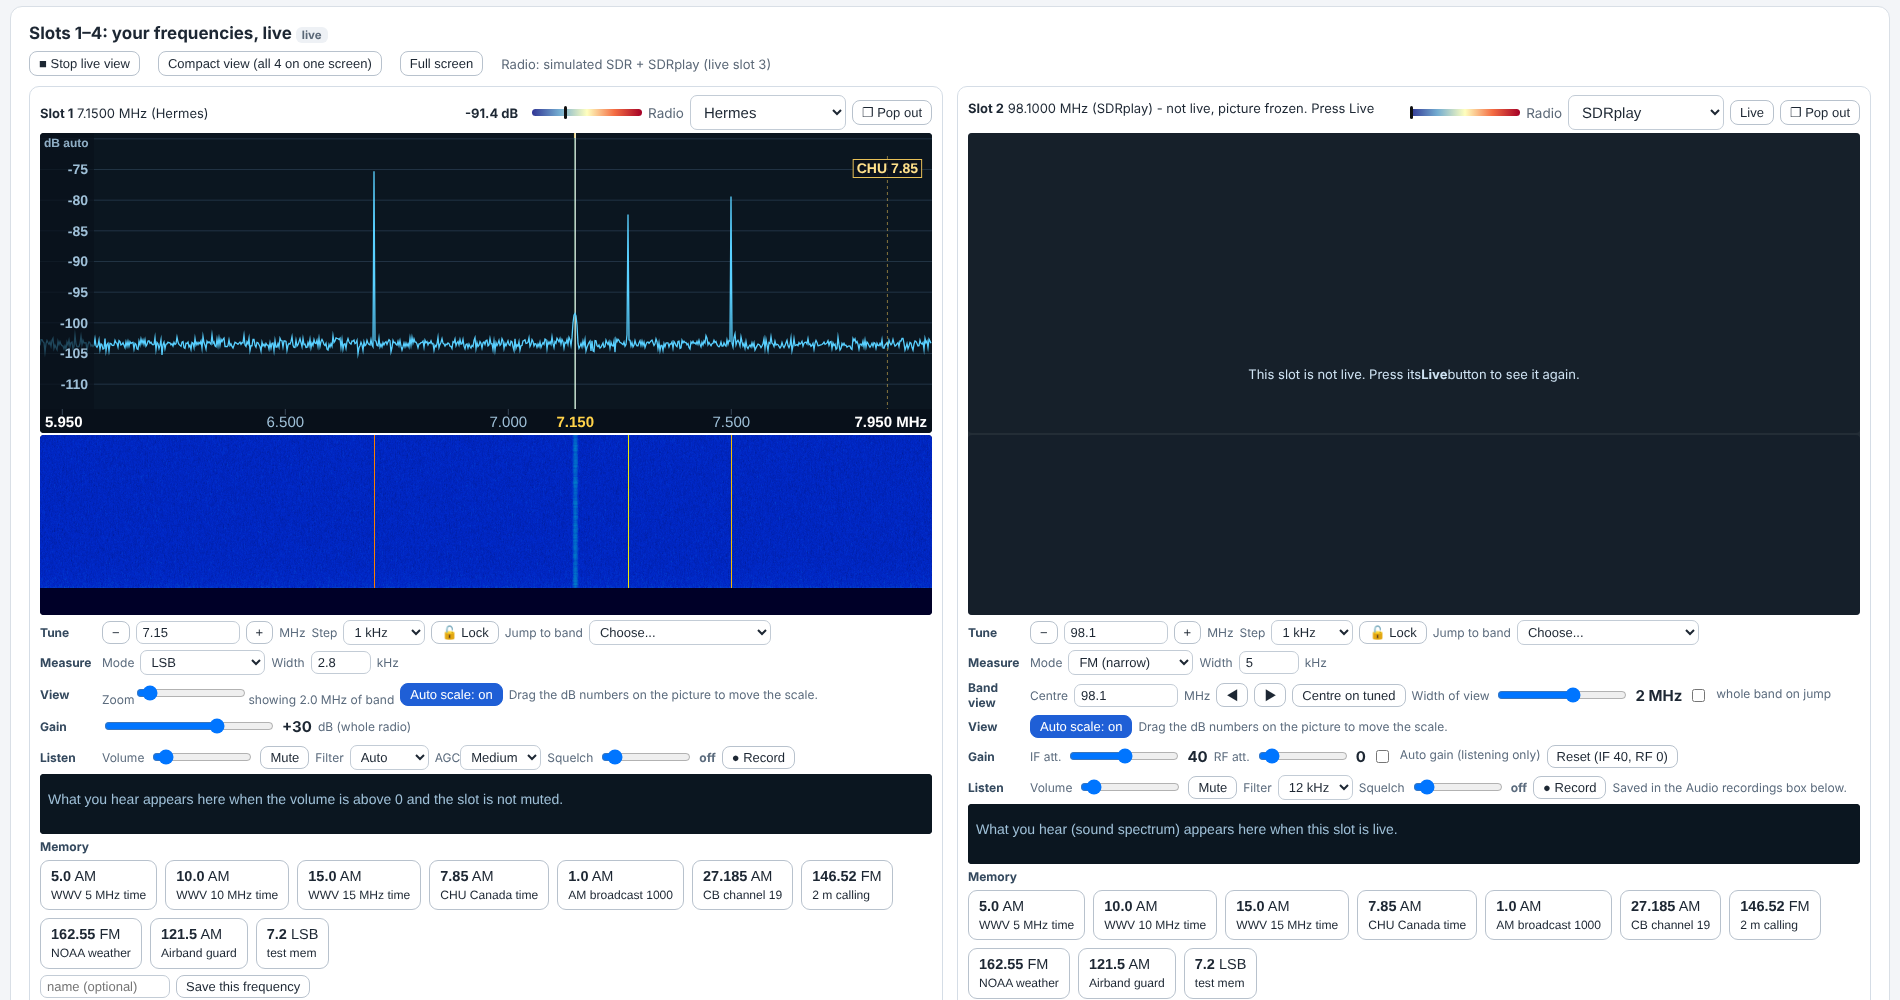 Slots 1–4: your frequencies, live live
■ Stop live view Compact view (all 4 on one screen) Full screen Radio: simulated SDR + SDRplay (live slot 3)
Slot 1 7.1500 MHz (Hermes) -91.4 dB Radio Hermes ❐ Pop out
dB auto
CHU 7.85
-75
-80
-85
-90
-95
-100
-105
-110
5.950 6.500 7.000 7.150 7.500 7.950 MHz
Tune − 7.15 + MHz Step 1 kHz 🔓 Lock Jump to band Choose...
Measure Mode LSB Width 2.8 kHz
View Zoom showing 2.0 MHz of band Auto scale: on Drag the dB numbers on the picture to move the scale.
Gain +30 dB (whole radio)
Listen Volume Mute Filter Auto AGC Medium Squelch off ● Record
What you hear appears here when the volume is above 0 and the slot is not muted.
Memory
5.0 AM 10.0 AM 15.0 AM 7.85 AM 1.0 AM 27.185 AM 146.52 FM
WWV 5 MHz time WWV 10 MHz time WWV 15 MHz time CHU Canada time AM broadcast 1000 CB channel 19 2 m calling
162.55 FM 121.5 AM 7.2 LSB
NOAA weather Airband guard test mem
name (optional) Save this frequency
Slot 2 98.1000 MHz (SDRplay) - not live, picture frozen. Press Live Radio SDRplay Live ❐ Pop out
This slot is not live. Press itsLivebutton to see it again.
Tune − 98.1 + MHz Step 1 kHz 🔓 Lock Jump to band Choose...
Measure Mode FM (narrow) Width 5 kHz
Band view Centre 98.1 MHz ◀ ▶ Centre on tuned Width of view 2 MHz whole band on jump
View Auto scale: on Drag the dB numbers on the picture to move the scale.
Gain IF att. 40 RF att. 0 Auto gain (listening only) Reset (IF 40, RF 0)
Listen Volume Mute Filter 12 kHz Squelch off ● Record Saved in the Audio recordings box below.
What you hear (sound spectrum) appears here when this slot is live.
Memory
5.0 AM 10.0 AM 15.0 AM 7.85 AM 1.0 AM 27.185 AM 146.52 FM
WWV 5 MHz time WWV 10 MHz time WWV 15 MHz time CHU Canada time AM broadcast 1000 CB channel 19 2 m calling
162.55 FM 121.5 AM 7.2 LSB
NOAA weather Airband guard test mem